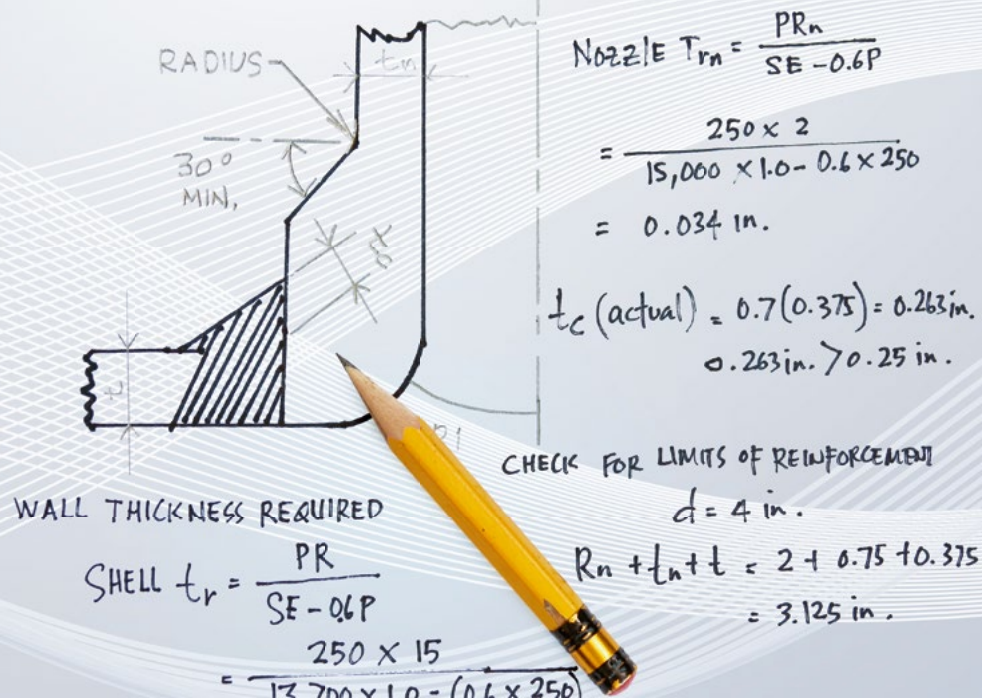 RADIUS
tn
30°
MIN.
t
WALL THICKNESS REQUIRED
SHELL tr = PR / SE - 0.6P
= 250 × 15 / 13,700 × 1.0 - (0.6 × 250)
Nozzle Trn = PRn / SE - 0.6P
= 250 × 2 / 15,000 × 1.0 - 0.6 × 250
= 0.034 in.
tc (actual) = 0.7(0.375) = 0.263 in.
0.263 in. > 0.25 in.
CHECK FOR LIMITS OF REINFORCEMENT
d = 4 in.
Rn + tn + t = 2 + 0.75 + 0.375
= 3.125 in.